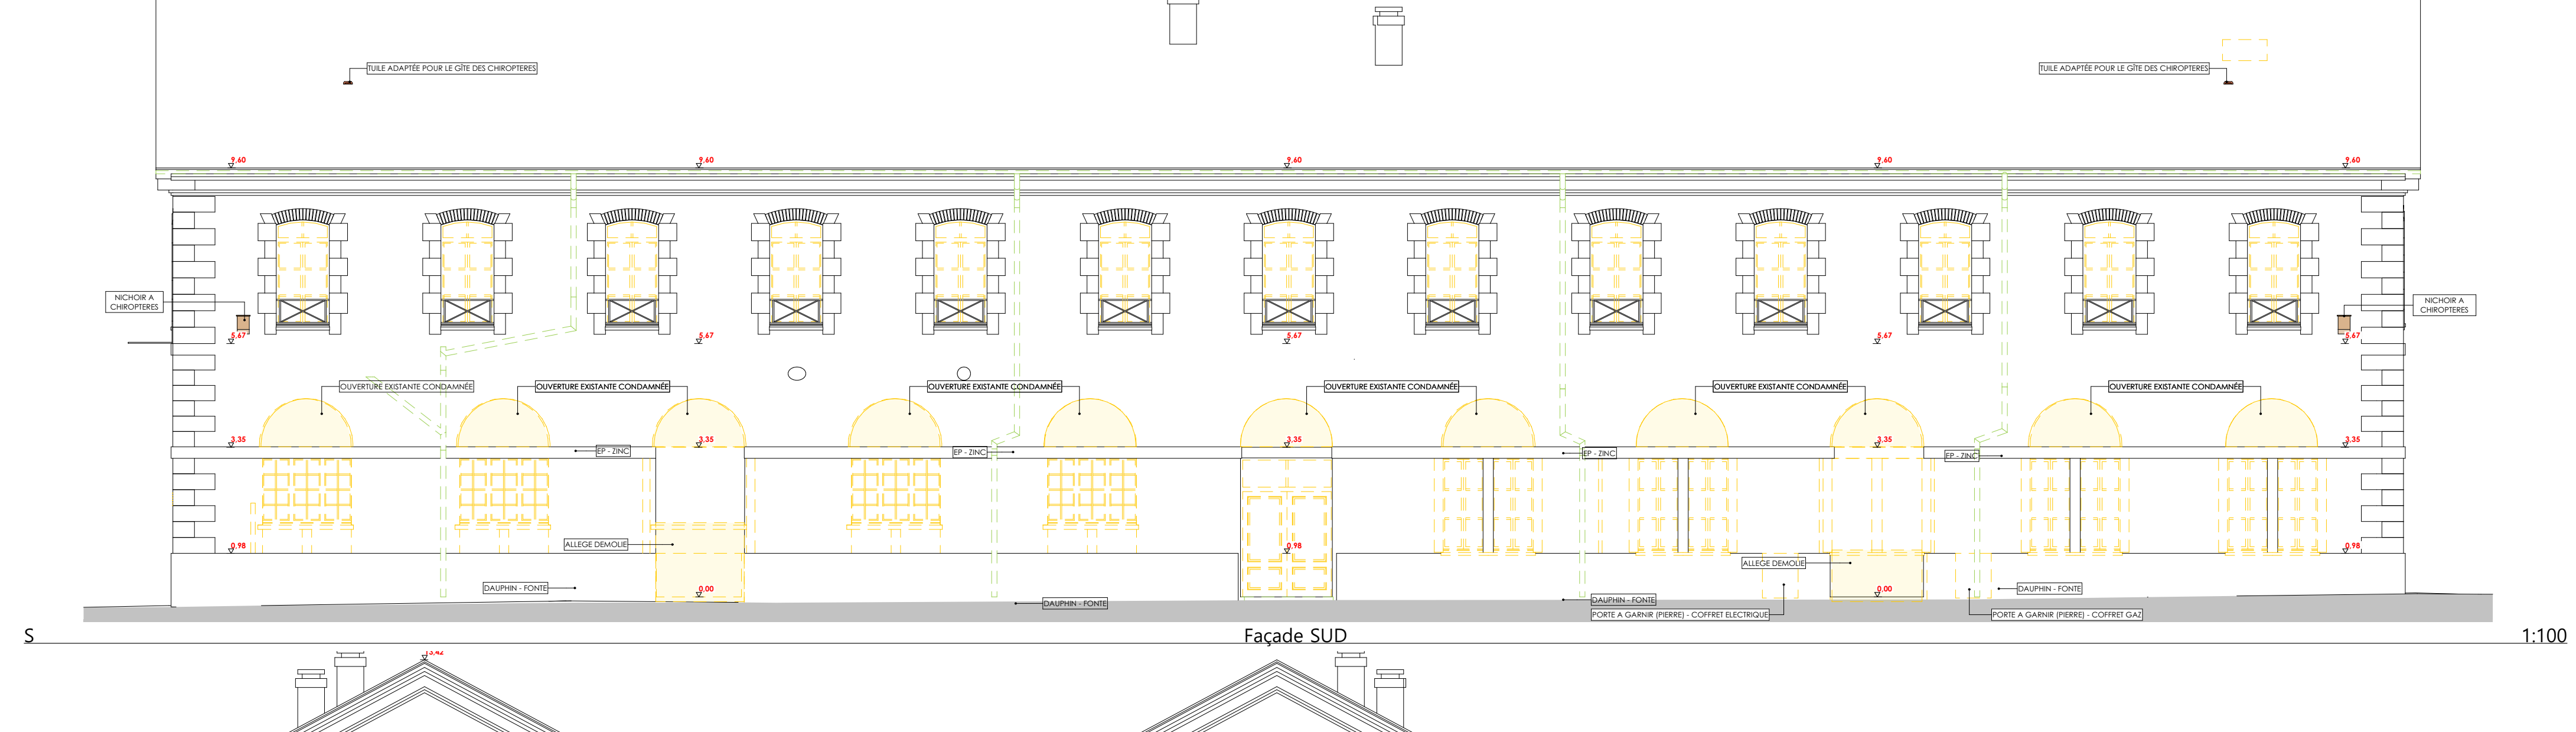 TUILE ADAPTÉE POUR LE GÎTE DES CHIROPTERES
TUILE ADAPTÉE POUR LE GÎTE DES CHIROPTERES
9.60
9.60
9.60
9.60
9.60
NICHOIR A
CHIROPTERES
NICHOIR A
CHIROPTERES
5.67
5.67
5.67
5.67
5.67
OUVERTURE EXISTANTE CONDAMNÉE
OUVERTURE EXISTANTE CONDAMNÉE
OUVERTURE EXISTANTE CONDAMNÉE
OUVERTURE EXISTANTE CONDAMNÉE
OUVERTURE EXISTANTE CONDAMNÉE
OUVERTURE EXISTANTE CONDAMNÉE
3.35
3.35
3.35
3.35
3.35
EP - ZINC
EP - ZINC
EP - ZINC
EP - ZINC
0.98
ALLEGE DEMOLIE
0.98
0.98
ALLEGE DEMOLIE
DAUPHIN - FONTE
0.00
0.00
DAUPHIN - FONTE
DAUPHIN - FONTE
DAUPHIN - FONTE
PORTE A GARNIR (PIERRE) - COFFRET ELECTRIQUE
PORTE A GARNIR (PIERRE) - COFFRET GAZ
S
Façade SUD
1:100
13.42